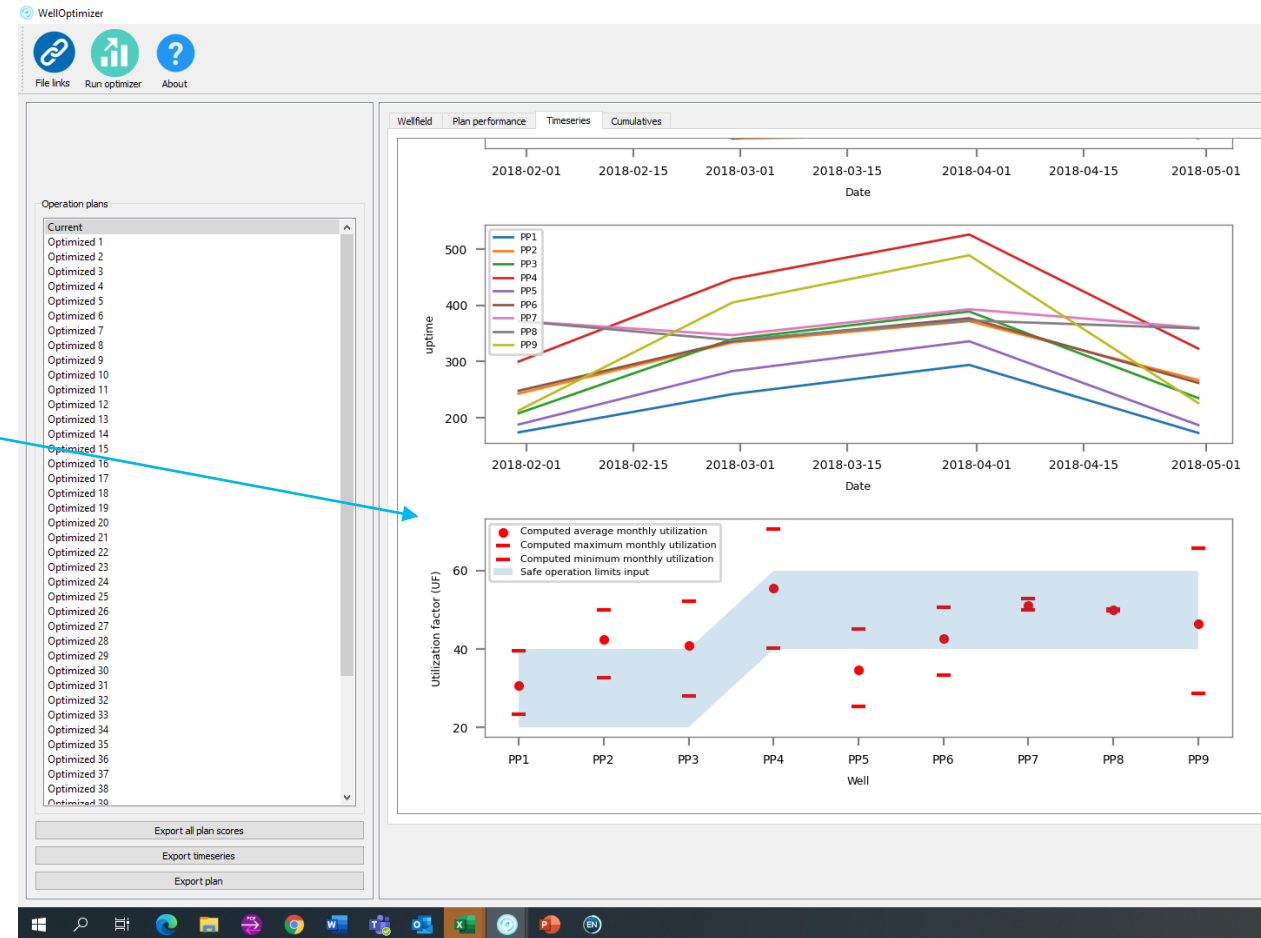 WellOptimizer
File links Run optimizer About
Operation plans
Current
Optimized 1
Optimized 2
Optimized 3
Optimized 4
Optimized 5
Optimized 6
Optimized 7
Optimized 8
Optimized 9
Optimized 10
Optimized 11
Optimized 12
Optimized 13
Optimized 14
Optimized 15
Optimized 16
Optimized 17
Optimized 18
Optimized 19
Optimized 20
Optimized 21
Optimized 22
Optimized 23
Optimized 24
Optimized 25
Optimized 26
Optimized 27
Optimized 28
Optimized 29
Optimized 30
Optimized 31
Optimized 32
Optimized 33
Optimized 34
Optimized 35
Optimized 36
Optimized 37
Optimized 38
Optimized 39
Export all plan scores
Export timeseries
Export plan
Wellfield Plan performance Timeseries Cumulatives
2018-02-01 2018-02-15 2018-03-01 2018-03-15 2018-04-01 2018-04-15 2018-05-01
Date
uptime
500
400
300
200
PP1
PP2
PP3
PP4
PP5
PP6
PP7
PP8
PP9
2018-02-01 2018-02-15 2018-03-01 2018-03-15 2018-04-01 2018-04-15 2018-05-01
Date
Utilization factor (UF)
60
40
20
Computed average monthly utilization
Computed maximum monthly utilization
Computed minimum monthly utilization
Safe operation limits input
PP1 PP2 PP3 PP4 PP5 PP6 PP7 PP8 PP9
Well
PDF
W
T
O
X
P
EN